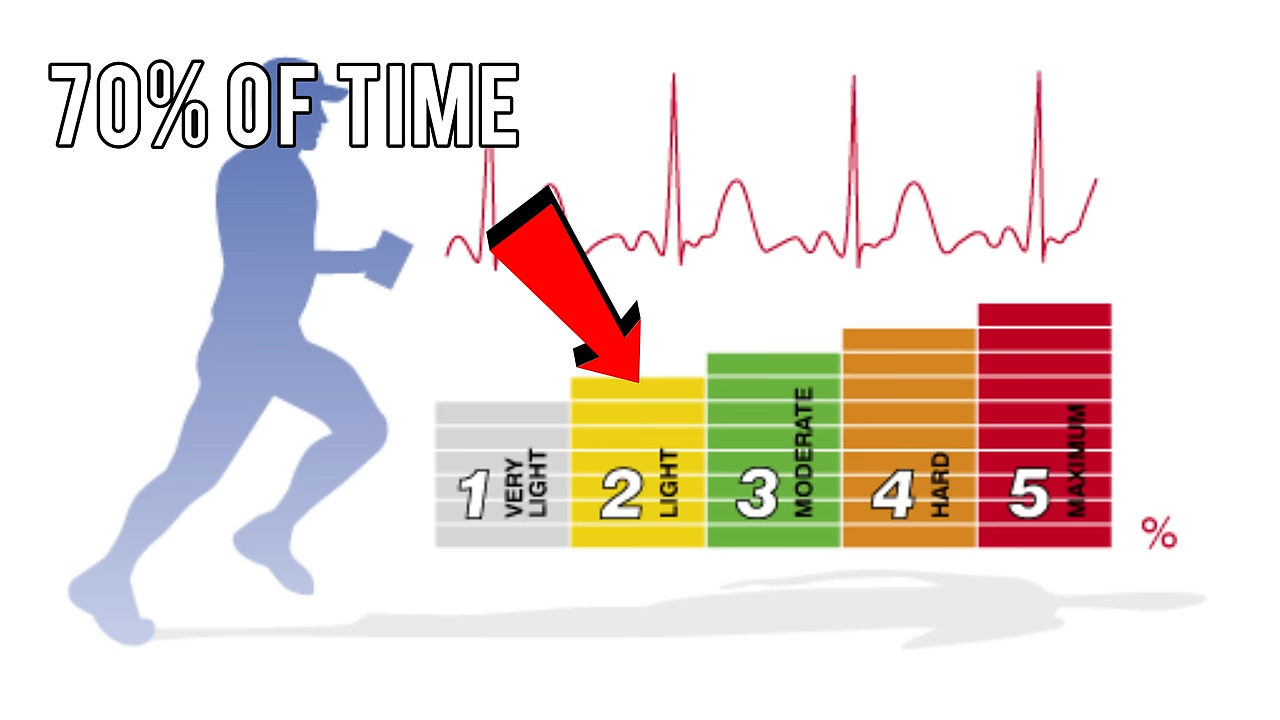 70% OF TIME
1 VERY LIGHT
2 LIGHT
3 MODERATE
4 HARD
5 MAXIMUM
%